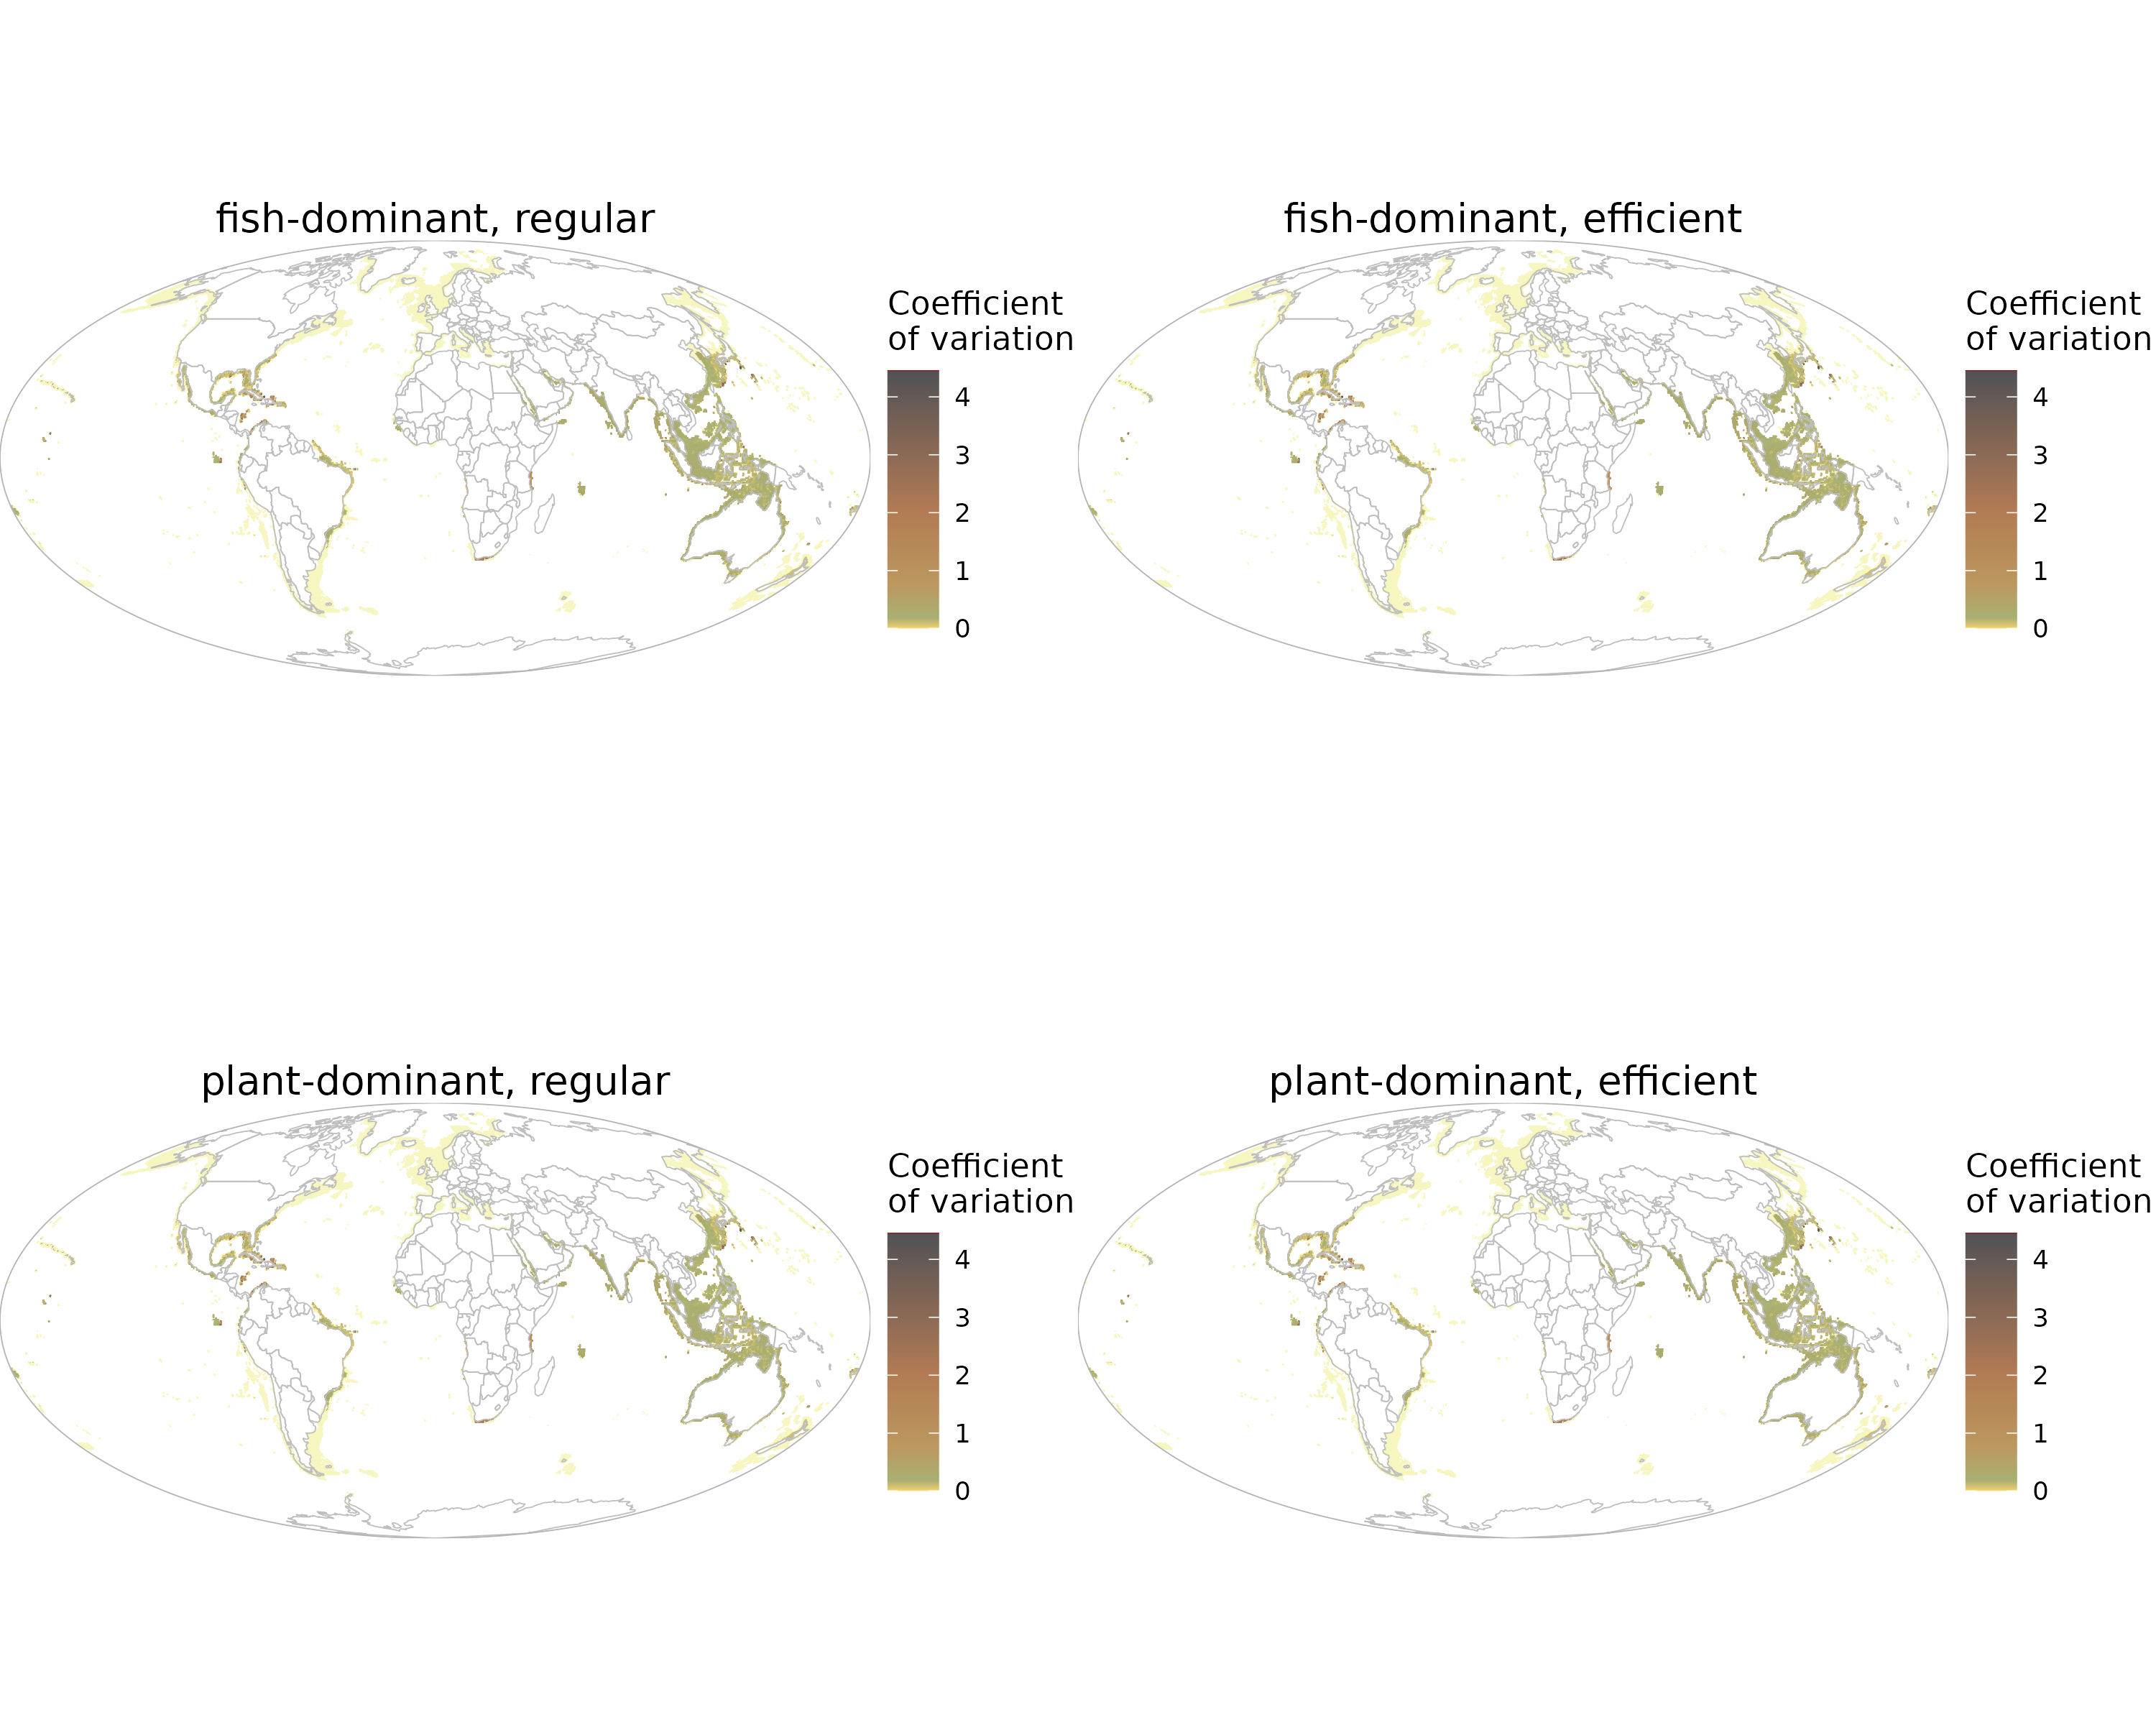 fish-dominant, regular
Coefficient
of variation
4
3
2
1
0
fish-dominant, efficient
Coefficient
of variation
4
3
2
1
0
plant-dominant, regular
Coefficient
of variation
4
3
2
1
0
plant-dominant, efficient
Coefficient
of variation
4
3
2
1
0